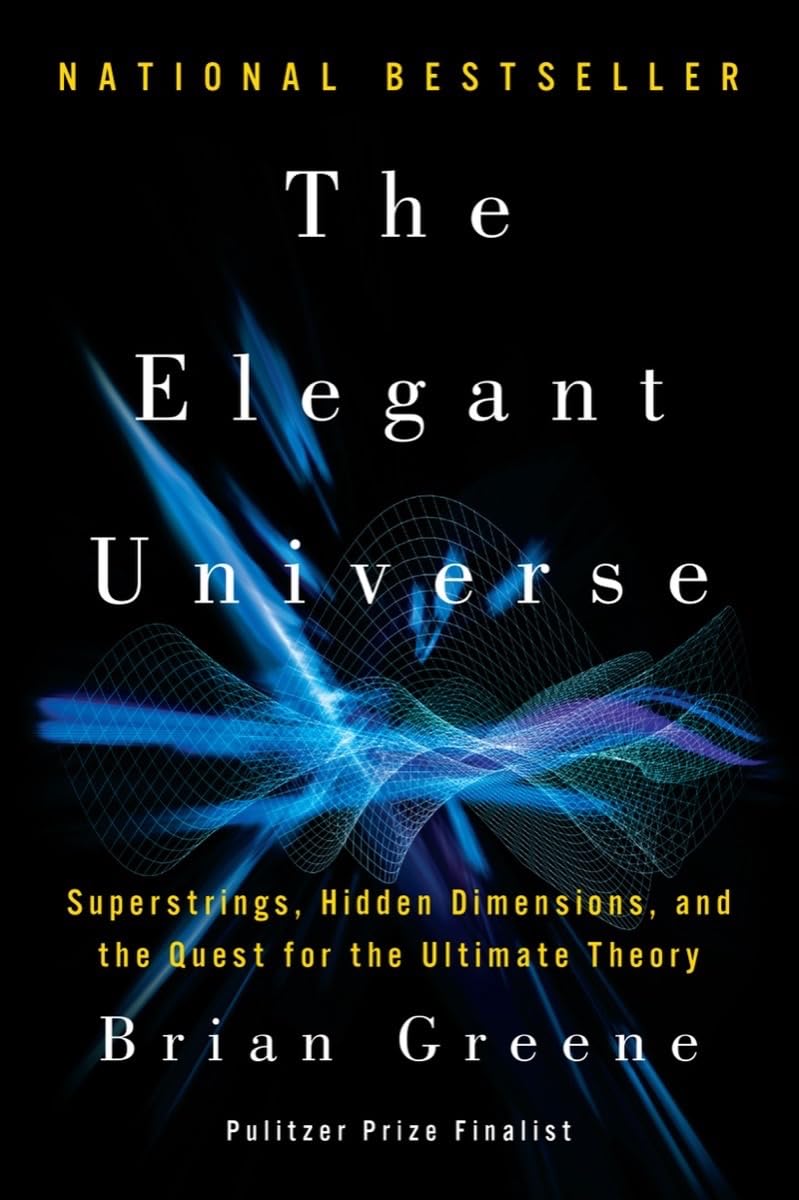 NATIONAL BESTSELLER
The
Elegant
Universe
Superstrings, Hidden Dimensions, and
the Quest for the Ultimate Theory
Brian Greene
Pulitzer Prize Finalist